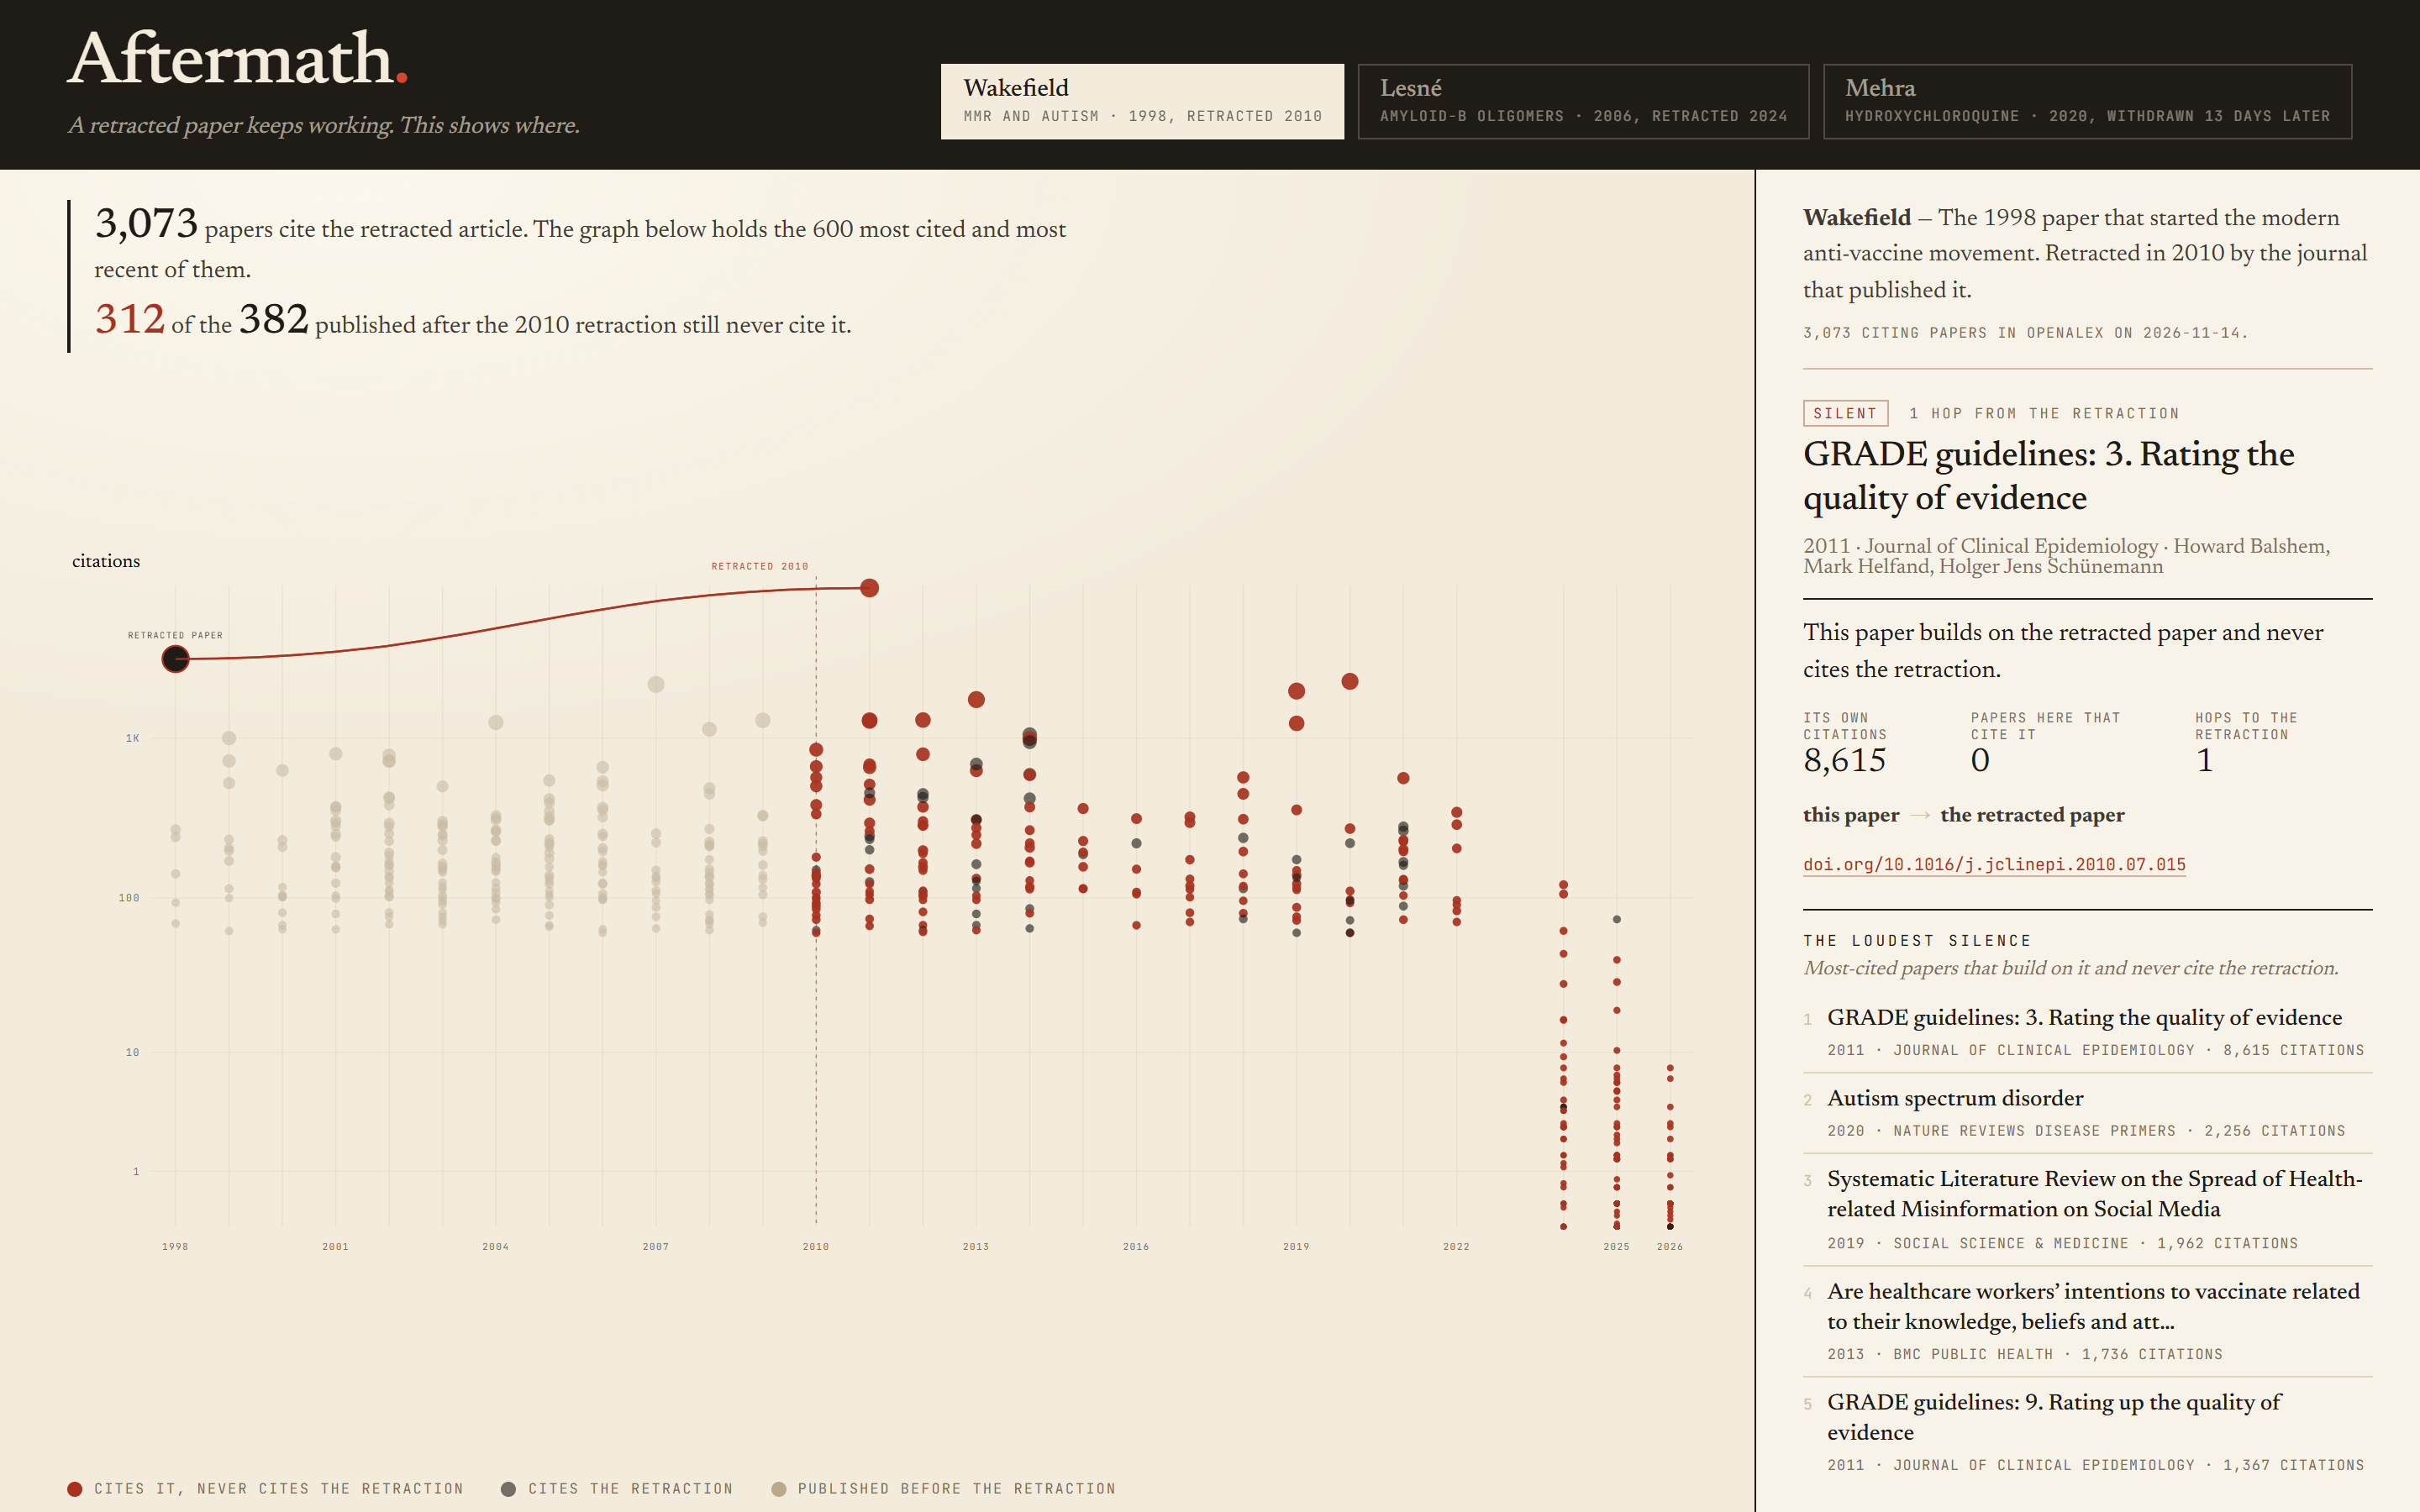 Aftermath.
A retracted paper keeps working. This shows where.
Wakefield
MMR AND AUTISM · 1998, RETRACTED 2010
Lesné
AMYLOID-Β OLIGOMERS · 2006, RETRACTED 2024
Mehra
HYDROXYCHLOROQUINE · 2020, WITHDRAWN 13 DAYS LATER
3,073 papers cite the retracted article. The graph below holds the 600 most cited and most
recent of them.
312 of the 382 published after the 2010 retraction still never cite it.
citations
RETRACTED 2010
RETRACTED PAPER
1K
100
10
1
1998
2001
2004
2007
2010
2013
2016
2019
2022
2025
2026
CITES IT, NEVER CITES THE RETRACTION
CITES THE RETRACTION
PUBLISHED BEFORE THE RETRACTION
Wakefield — The 1998 paper that started the modern
anti-vaccine movement. Retracted in 2010 by the journal
that published it.
3,073 CITING PAPERS IN OPENALEX ON 2026-11-14.
SILENT
1 HOP FROM THE RETRACTION
GRADE guidelines: 3. Rating the
quality of evidence
2011 · Journal of Clinical Epidemiology · Howard Balshem,
Mark Helfand, Holger Jens Schünemann
This paper builds on the retracted paper and never
cites the retraction.
ITS OWN
CITATIONS
8,615
PAPERS HERE THAT
CITE IT
0
HOPS TO THE
RETRACTION
1
this paper → the retracted paper
doi.org/10.1016/j.jclinepi.2010.07.015
THE LOUDEST SILENCE
Most-cited papers that build on it and never cite the retraction.
1 GRADE guidelines: 3. Rating the quality of evidence
2011 · JOURNAL OF CLINICAL EPIDEMIOLOGY · 8,615 CITATIONS
2 Autism spectrum disorder
2020 · NATURE REVIEWS DISEASE PRIMERS · 2,256 CITATIONS
3 Systematic Literature Review on the Spread of Health-
related Misinformation on Social Media
2019 · SOCIAL SCIENCE & MEDICINE · 1,962 CITATIONS
4 Are healthcare workers’ intentions to vaccinate related
to their knowledge, beliefs and att…
2013 · BMC PUBLIC HEALTH · 1,736 CITATIONS
5 GRADE guidelines: 9. Rating up the quality of
evidence
2011 · JOURNAL OF CLINICAL EPIDEMIOLOGY · 1,367 CITATIONS